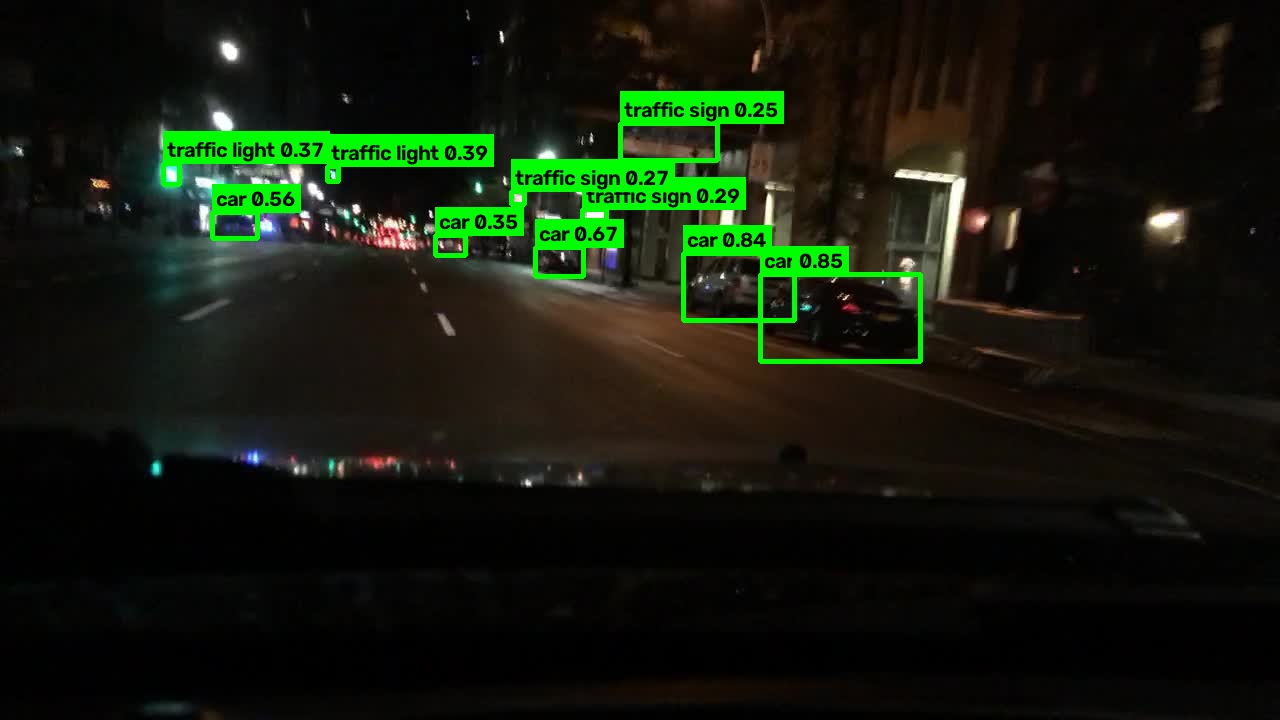 traffic sign 0.25
traffic light 0.37
traffic light 0.39
traffic sign 0.27
traffic sign 0.29
car 0.56
car 0.35
car 0.67
car 0.84
car 0.85